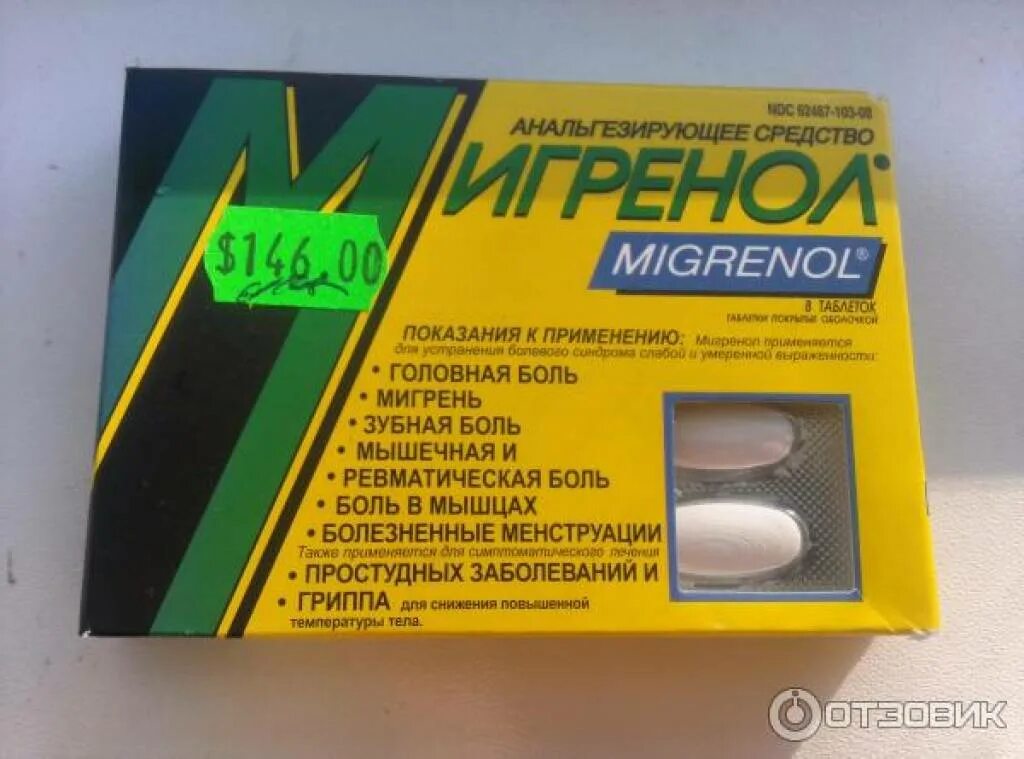 NDC 62487-103-08
АНАЛЬГЕЗИРУЮЩЕЕ СРЕДСТВО
МИГРЕНОЛ®
MIGRENOL®
8 ТАБЛЕТОК
ТАБЛЕТКИ ПОКРЫТЫЕ ОБОЛОЧКОЙ
$146.00
ПОКАЗАНИЯ К ПРИМЕНЕНИЮ: Мигренол применяется
для устранения болевого синдрома слабой и умеренной выраженности:
• ГОЛОВНАЯ БОЛЬ
• МИГРЕНЬ
• ЗУБНАЯ БОЛЬ
• МЫШЕЧНАЯ И
• РЕВМАТИЧЕСКАЯ БОЛЬ
• БОЛЬ В МЫШЦАХ
• БОЛЕЗНЕННЫЕ МЕНСТРУАЦИИ
Также применяется для симптоматического лечения
• ПРОСТУДНЫХ ЗАБОЛЕВАНИЙ И
• ГРИППА для снижения повышенной
температуры тела.
ОТЗОВИК